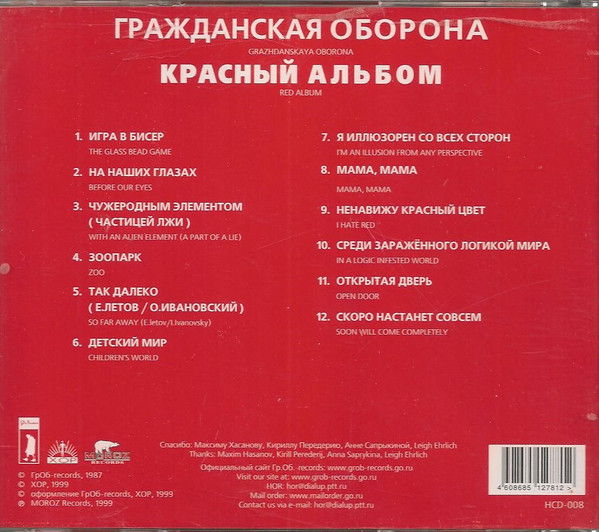 ГРАЖДАНСКАЯ ОБОРОНА
GRAZHDANSKAYA OBORONA
КРАСНЫЙ АЛЬБОМ
RED ALBUM
1. ИГРА В БИСЕР
THE GLASS BEAD GAME
2. НА НАШИХ ГЛАЗАХ
BEFORE OUR EYES
3. ЧУЖЕРОДНЫМ ЭЛЕМЕНТОМ
( ЧАСТИЦЕЙ ЛЖИ )
WITH AN ALIEN ELEMENT (A PART OF A LIE)
4. ЗООПАРК
ZOO
5. ТАК ДАЛЕКО
( Е.ЛЕТОВ / О.ИВАНОВСКИЙ )
SO FAR AWAY (E.letov/I.Ivanovsky)
6. ДЕТСКИЙ МИР
CHILDREN'S WORLD
7. Я ИЛЛЮЗОРЕН СО ВСЕХ СТОРОН
I'M AN ILLUSION FROM ANY PERSPECTIVE
8. МАМА, МАМА
MAMA, MAMA
9. НЕНАВИЖУ КРАСНЫЙ ЦВЕТ
I HATE RED
10. СРЕДИ ЗАРАЖЁННОГО ЛОГИКОЙ МИРА
IN A LOGIC INFESTED WORLD
11. ОТКРЫТАЯ ДВЕРЬ
OPEN DOOR
12. СКОРО НАСТАНЕТ СОВСЕМ
SOON WILL COME COMPLETELY
ХОР
MOROZ
RECORDS
℗ ГрОб-records, 1987
© ХОР, 1999
© оформление ГрОб-records, ХОР, 1999
℗ MOROZ Records, 1999
Спасибо: Максиму Хасанову, Кириллу Передерию, Анне Сапрыкиной, Leigh Ehrlich
Thanks: Maxim Hasanov, Kirill Perederij, Anna Saprykina, Leigh Ehrlich
Официальный сайт Гр.Об. -records: www.grob-records.go.ru
Visit our site at: www.grob-records.go.ru
HOR: hor@dialup.ptt.ru
Mail order: www.mailorder.go.ru
Contact us via e-mail: hor@dialup.ptt.ru
4 608685 127812 >
HCD-008